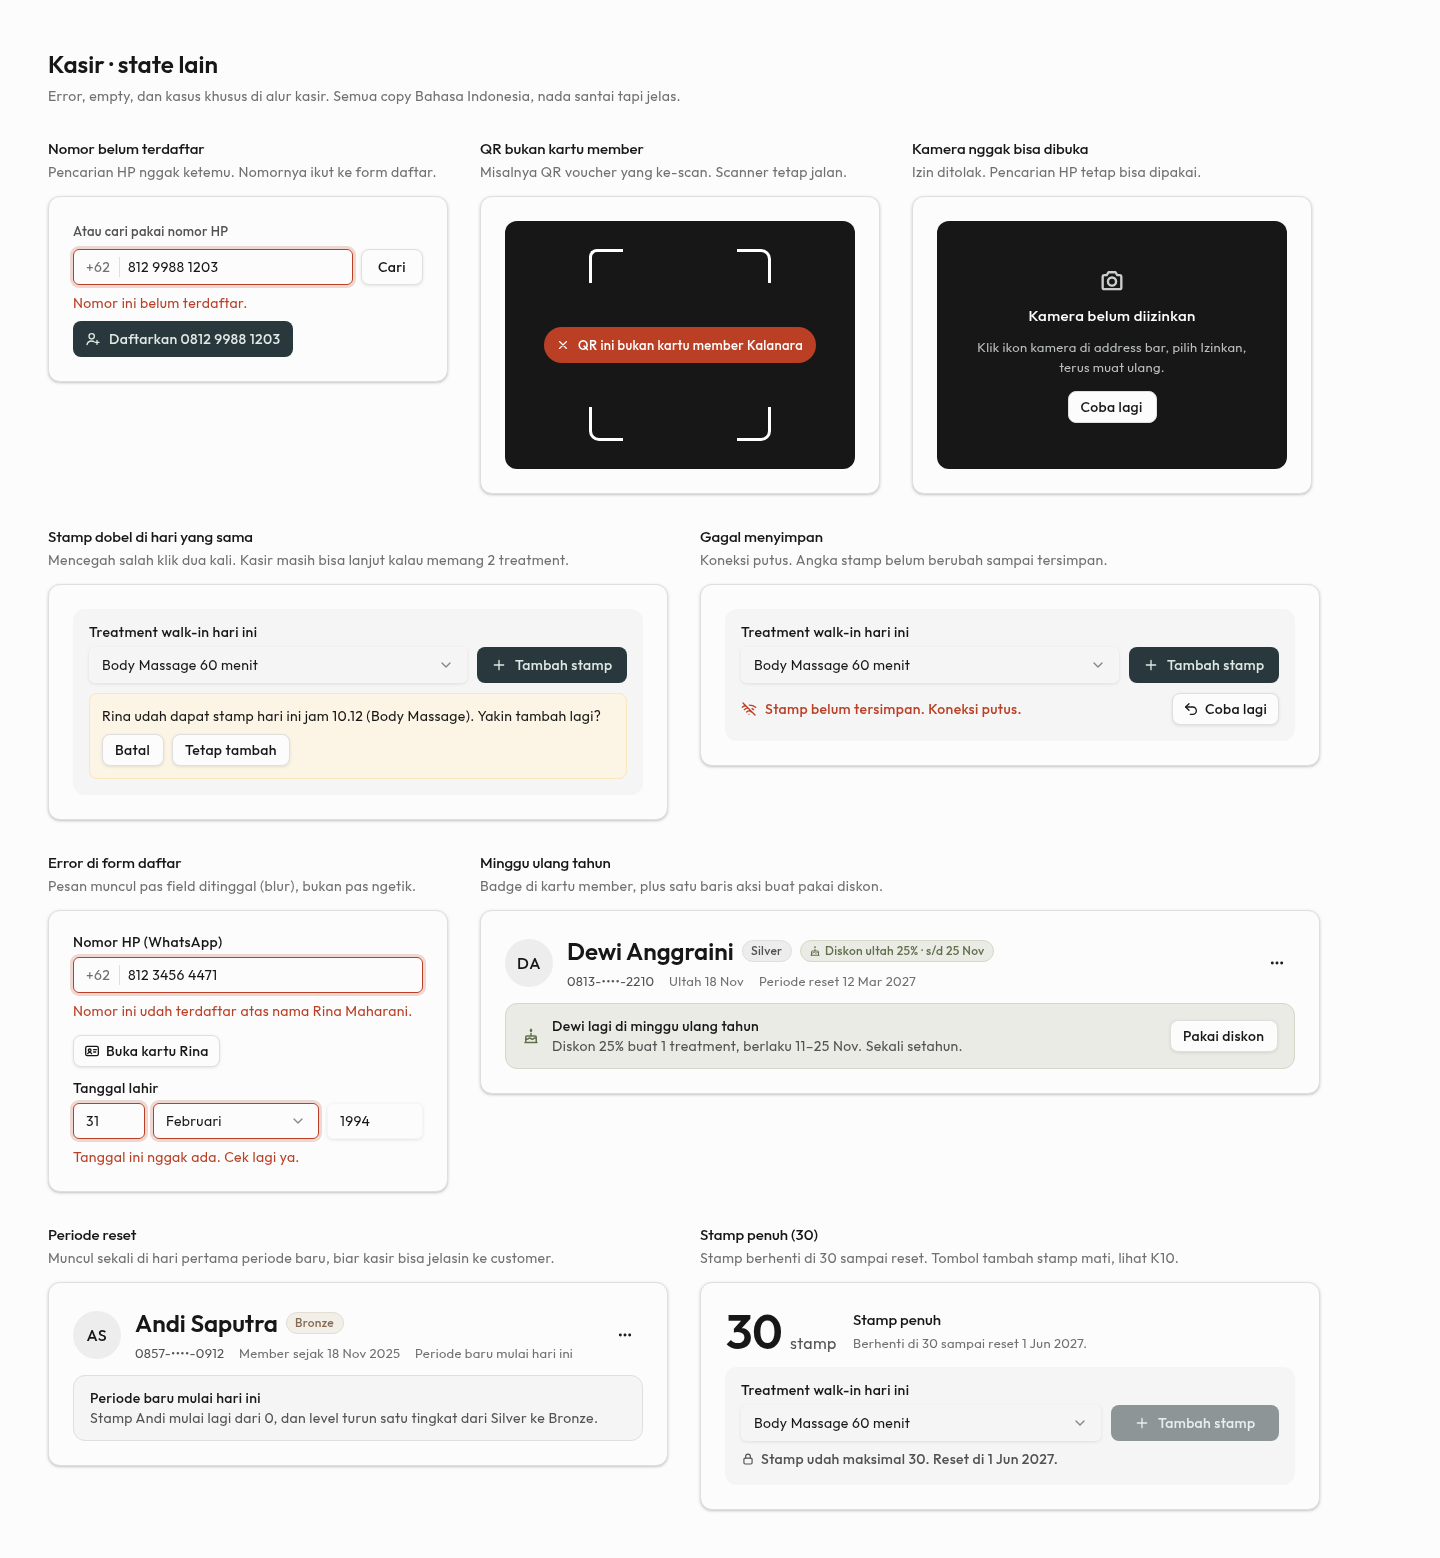 Kasir · state lain
Error, empty, dan kasus khusus di alur kasir. Semua copy Bahasa Indonesia, nada santai tapi jelas.
Nomor belum terdaftar
Pencarian HP nggak ketemu. Nomornya ikut ke form daftar.
Atau cari pakai nomor HP
+62 812 9988 1203 Cari
Nomor ini belum terdaftar.
Daftarkan 0812 9988 1203
QR bukan kartu member
Misalnya QR voucher yang ke-scan. Scanner tetap jalan.
QR ini bukan kartu member Kalanara
Kamera nggak bisa dibuka
Izin ditolak. Pencarian HP tetap bisa dipakai.
Kamera belum diizinkan
Klik ikon kamera di address bar, pilih Izinkan,
terus muat ulang.
Coba lagi
Stamp dobel di hari yang sama
Mencegah salah klik dua kali. Kasir masih bisa lanjut kalau memang 2 treatment.
Treatment walk-in hari ini
Body Massage 60 menit Tambah stamp
Rina udah dapat stamp hari ini jam 10.12 (Body Massage). Yakin tambah lagi?
Batal Tetap tambah
Gagal menyimpan
Koneksi putus. Angka stamp belum berubah sampai tersimpan.
Treatment walk-in hari ini
Body Massage 60 menit Tambah stamp
Stamp belum tersimpan. Koneksi putus. Coba lagi
Error di form daftar
Pesan muncul pas field ditinggal (blur), bukan pas ngetik.
Nomor HP (WhatsApp)
+62 812 3456 4471
Nomor ini udah terdaftar atas nama Rina Maharani.
Buka kartu Rina
Tanggal lahir
31 Februari 1994
Tanggal ini nggak ada. Cek lagi ya.
Minggu ulang tahun
Badge di kartu member, plus satu baris aksi buat pakai diskon.
DA Dewi Anggraini Silver Diskon ultah 25% · s/d 25 Nov
0813-••••-2210 Ultah 18 Nov Periode reset 12 Mar 2027
Dewi lagi di minggu ulang tahun
Diskon 25% buat 1 treatment, berlaku 11–25 Nov. Sekali setahun.
Pakai diskon
Periode reset
Muncul sekali di hari pertama periode baru, biar kasir bisa jelasin ke customer.
AS Andi Saputra Bronze
0857-••••-0912 Member sejak 18 Nov 2025 Periode baru mulai hari ini
Periode baru mulai hari ini
Stamp Andi mulai lagi dari 0, dan level turun satu tingkat dari Silver ke Bronze.
Stamp penuh (30)
Stamp berhenti di 30 sampai reset. Tombol tambah stamp mati, lihat K10.
30 stamp
Stamp penuh
Berhenti di 30 sampai reset 1 Jun 2027.
Treatment walk-in hari ini
Body Massage 60 menit Tambah stamp
Stamp udah maksimal 30. Reset di 1 Jun 2027.